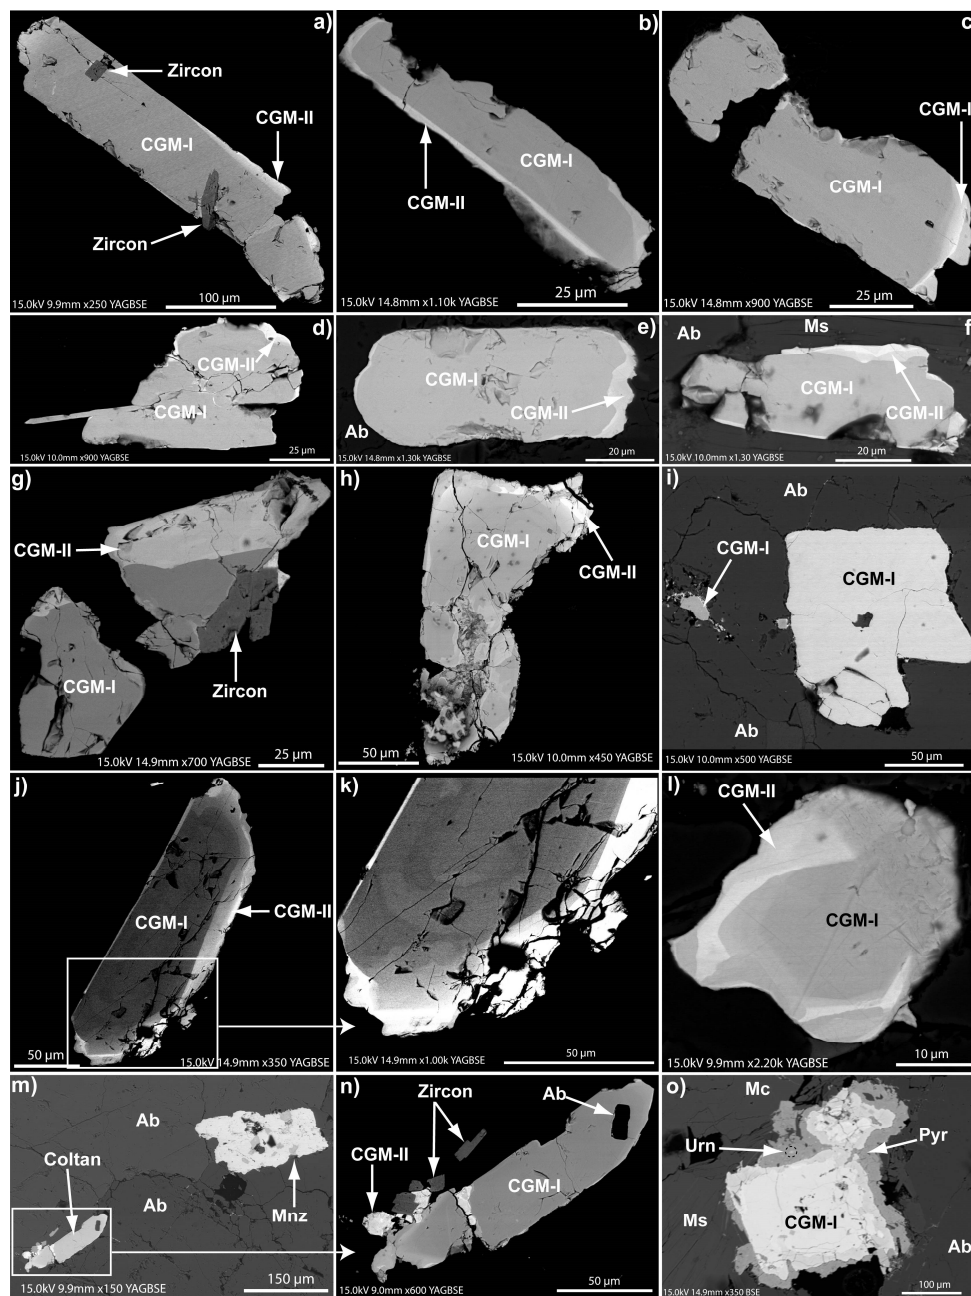 a)
Zircon
CGM-II
CGM-I
Zircon
15.0kV 9.9mm x250 YAGBSE
100 µm
b)
CGM-I
CGM-II
15.0kV 14.8mm x1.10k YAGBSE
25 µm
c)
CGM-I
CGM-I
15.0kV 14.8mm x900 YAGBSE
25 µm
d)
CGM-II
CGM-I
15.0kV 10.0mm x900 YAGBSE
25 µm
e)
CGM-I
CGM-II
Ab
15.0kV 14.8mm x1.30k YAGBSE
20 µm
f)
Ab
Ms
CGM-I
CGM-II
15.0kV 10.0mm x1.30 YAGBSE
20 µm
g)
CGM-II
CGM-I
Zircon
15.0kV 14.9mm x700 YAGBSE
25 µm
h)
CGM-I
CGM-II
50 µm
15.0kV 10.0mm x450 YAGBSE
i)
Ab
CGM-I
CGM-I
Ab
15.0kV 10.0mm x500 YAGBSE
50 µm
j)
CGM-I
CGM-II
50 µm
15.0kV 14.9mm x350 YAGBSE
k)
15.0kV 14.9mm x1.00k YAGBSE
50 µm
l)
CGM-II
CGM-I
15.0kV 9.9mm x2.20k YAGBSE
10 µm
m)
Ab
Coltan
Ab
Mnz
15.0kV 9.9mm x150 YAGBSE
150 µm
n)
Zircon
Ab
CGM-II
CGM-I
15.0kV 9.0mm x600 YAGBSE
50 µm
o)
Mc
Urn
Pyr
Ms
CGM-I
Ab
15.0kV 14.9mm x350 BSE
100 µm